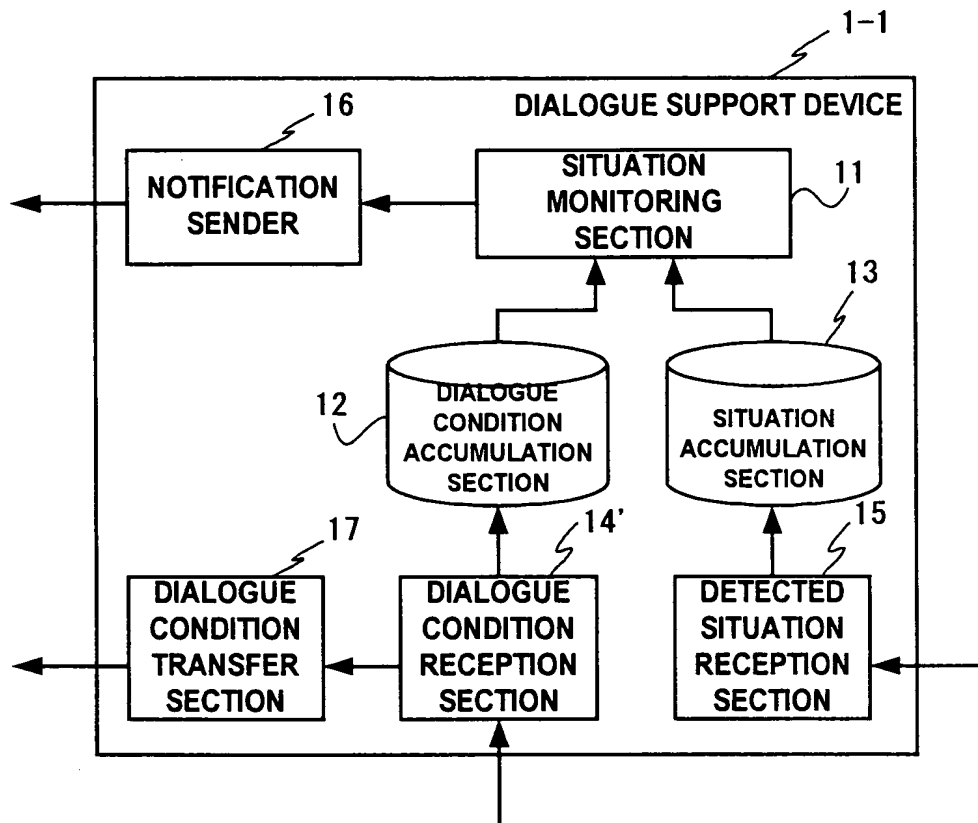 1-1
DIALOGUE SUPPORT DEVICE
16
NOTIFICATION
SENDER
SITUATION
MONITORING
SECTION
11
12
DIALOGUE
CONDITION
ACCUMULATION
SECTION
13
SITUATION
ACCUMULATION
SECTION
17
DIALOGUE
CONDITION
TRANSFER
SECTION
14'
DIALOGUE
CONDITION
RECEPTION
SECTION
15
DETECTED
SITUATION
RECEPTION
SECTION